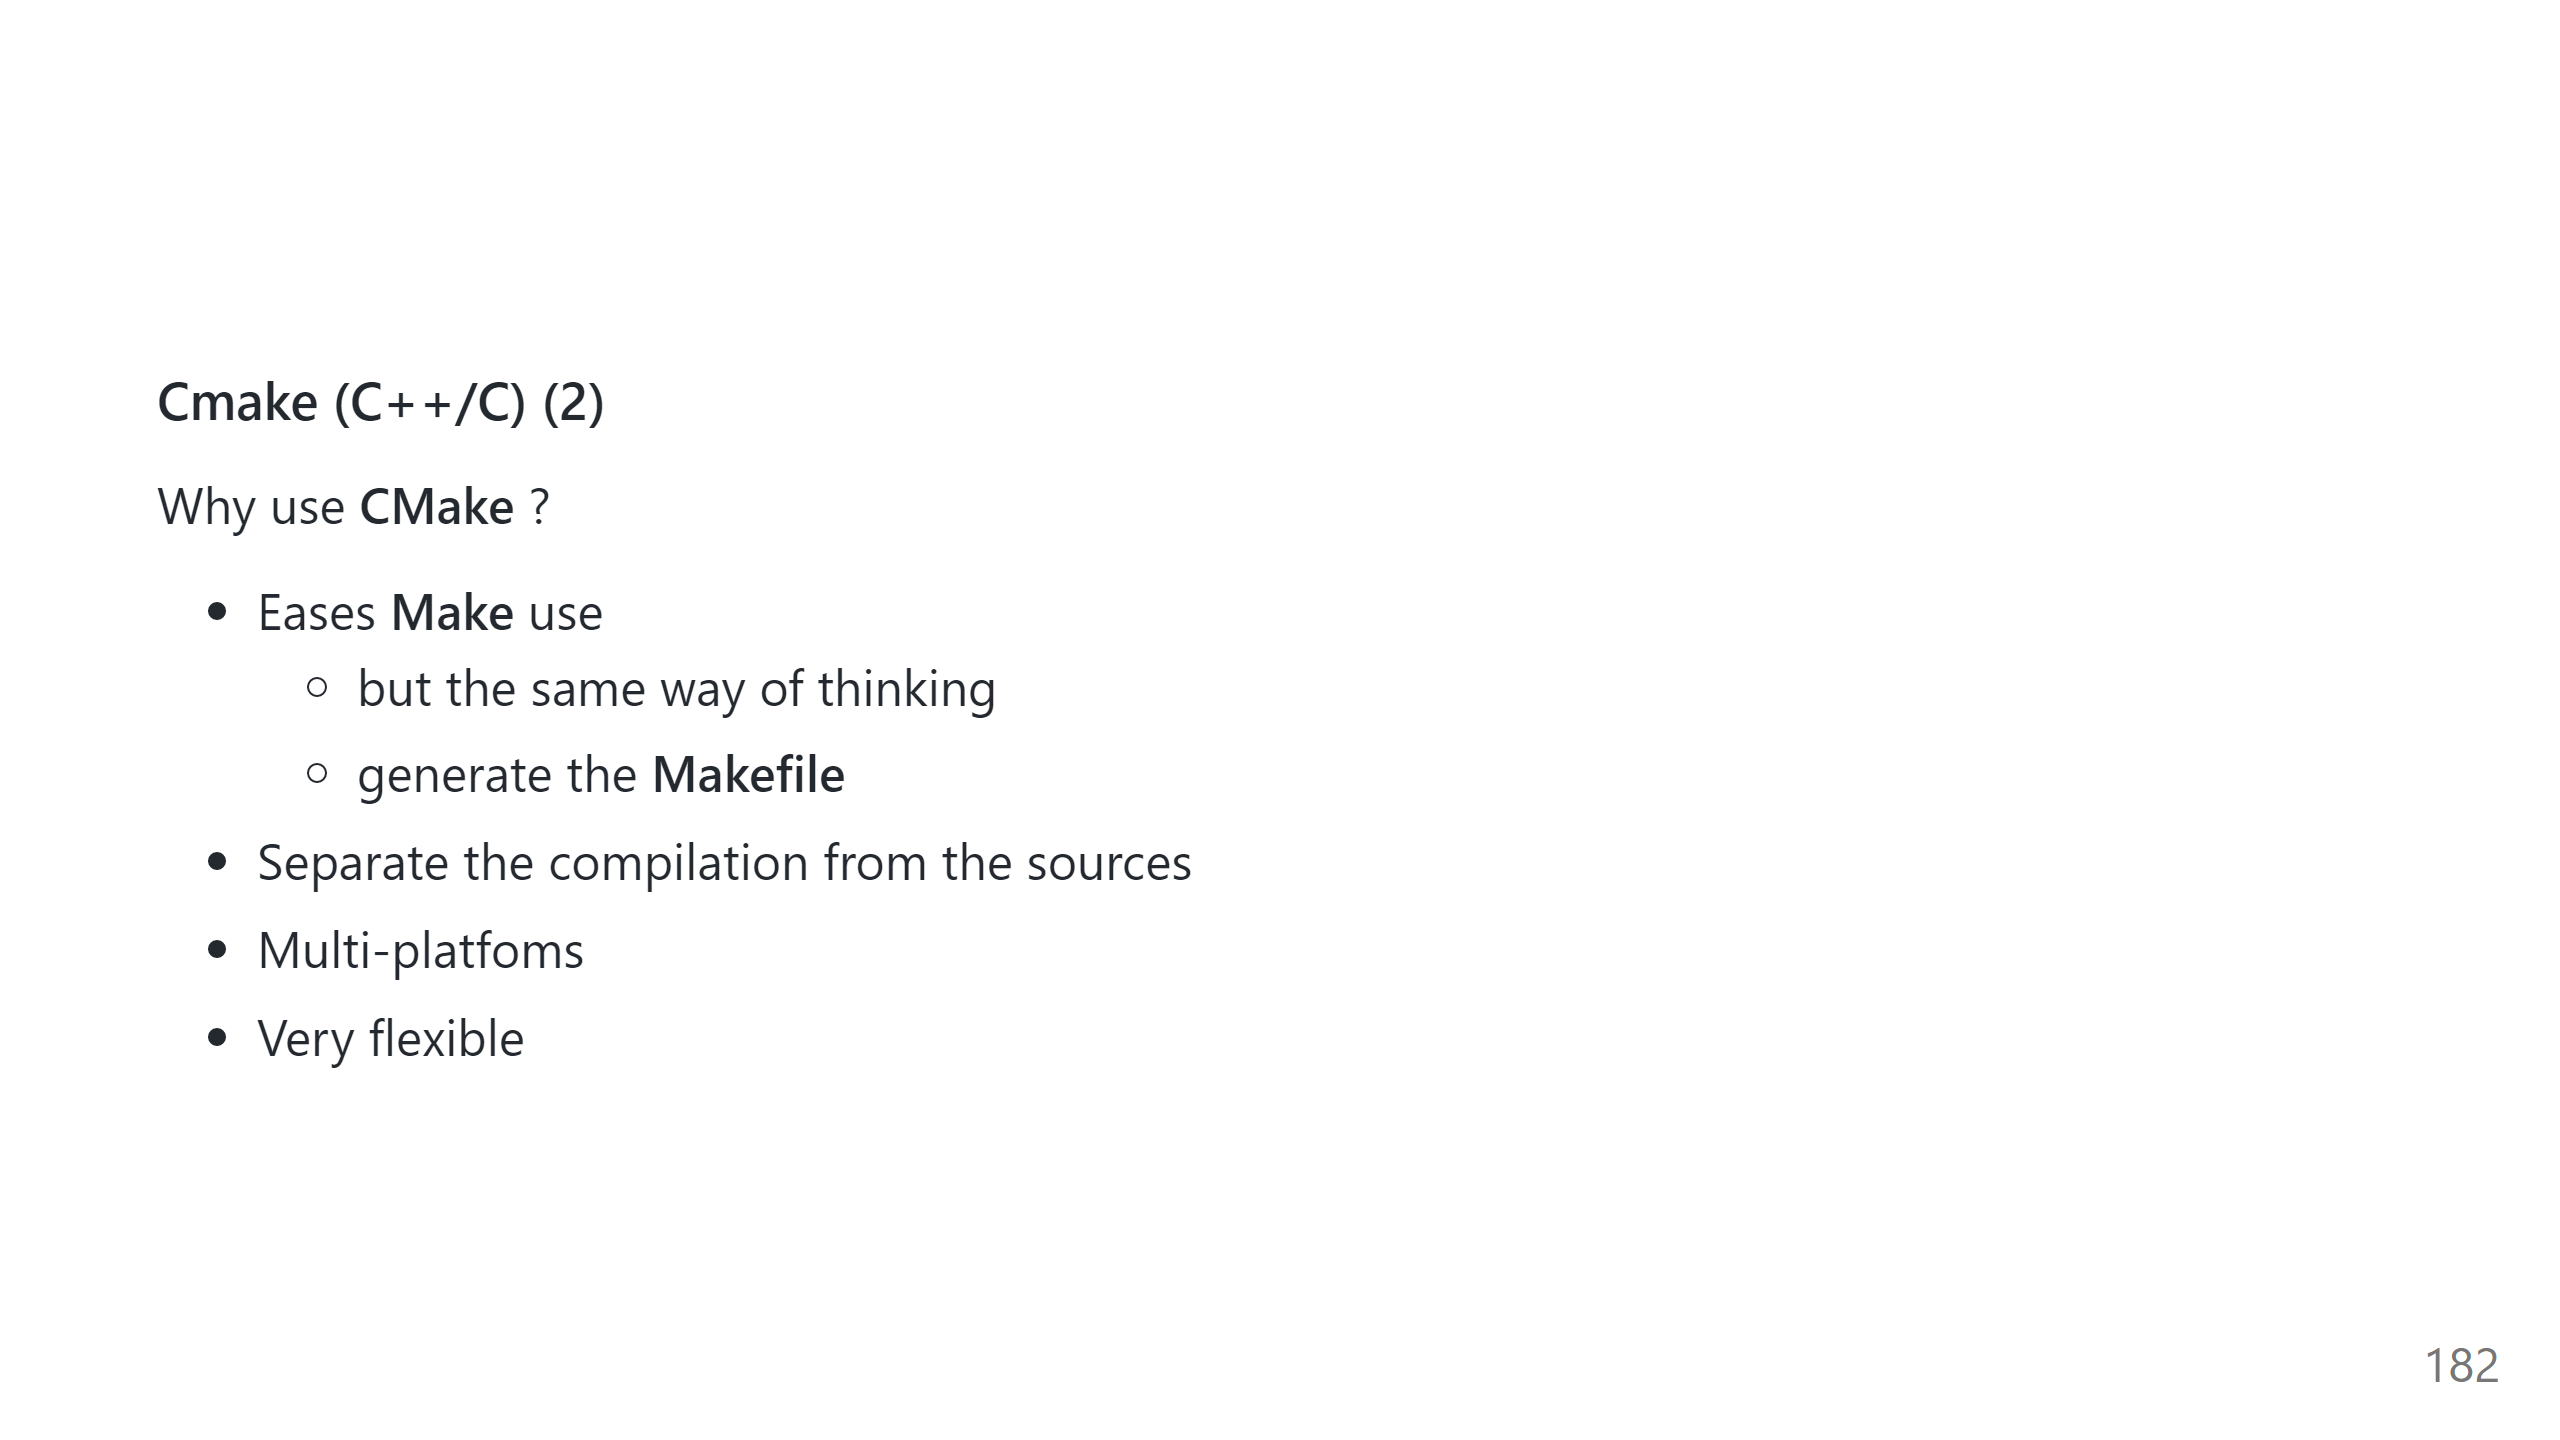 Cmake (C++/C) (2)
Why use CMake ?
Eases Make use
but the same way of thinking
generate the Makefile
Separate the compilation from the sources
Multi-platfoms
Very flexible
182